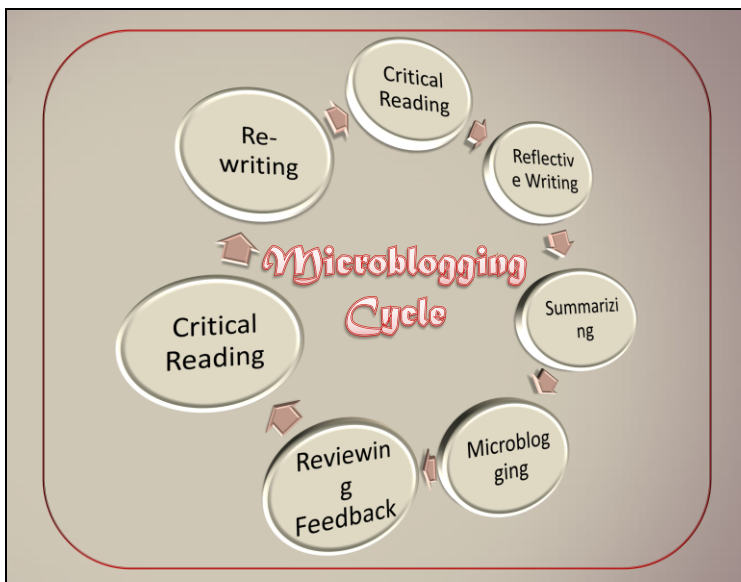 Critical
Reading
Reflectiv
e Writing
Summarizi
ng
Microblog
ging
Reviewin
g
Feedback
Critical
Reading
Re-
writing
Microblogging
Cycle